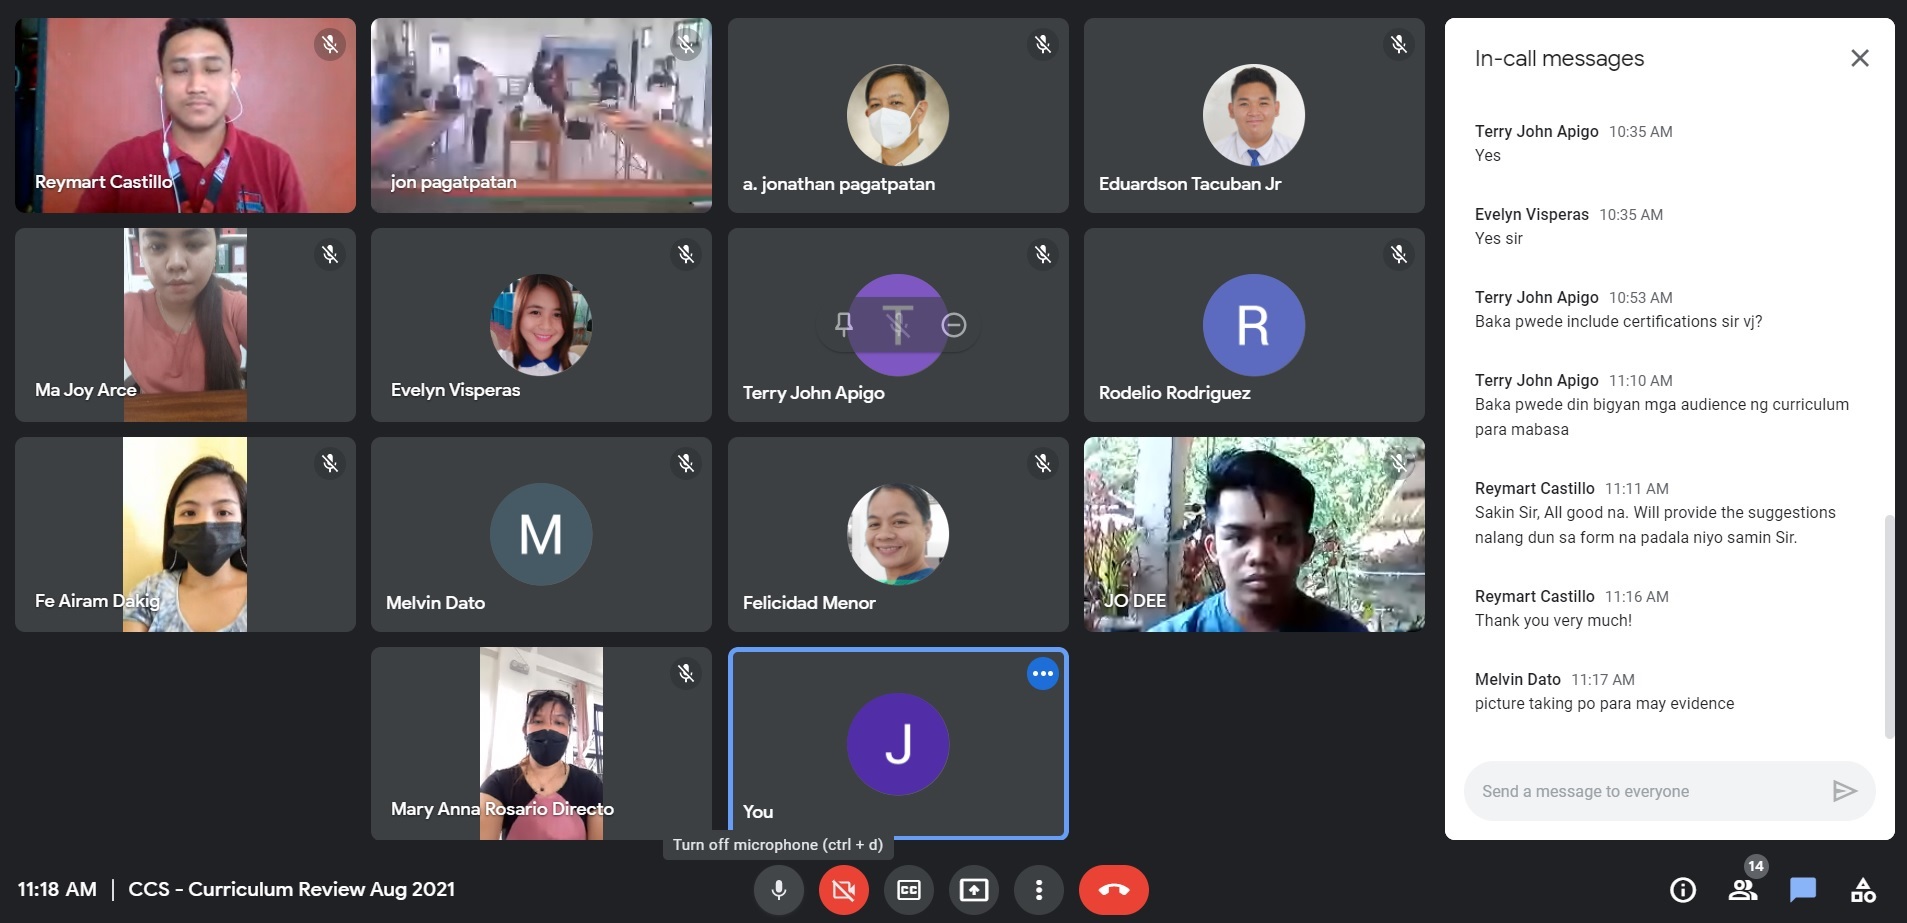 Reymart Castillo
jon pagatpatan
a. jonathan pagatpatan
Eduardson Tacuban Jr
Ma Joy Arce
Evelyn Visperas
T
Terry John Apigo
R
Rodelio Rodriguez
Fe Airam Dakig
M
Melvin Dato
Felicidad Menor
JO DEE
Mary Anna Rosario Directo
J
You
Turn off microphone (ctrl + d)
11:18 AM | CCS - Curriculum Review Aug 2021
CC
In-call messages
Terry John Apigo 10:35 AM
Yes
Evelyn Visperas 10:35 AM
Yes sir
Terry John Apigo 10:53 AM
Baka pwede include certifications sir vj?
Terry John Apigo 11:10 AM
Baka pwede din bigyan mga audience ng curriculum
para mabasa
Reymart Castillo 11:11 AM
Sakin Sir, All good na. Will provide the suggestions
nalang dun sa form na padala niyo samin Sir.
Reymart Castillo 11:16 AM
Thank you very much!
Melvin Dato 11:17 AM
picture taking po para may evidence
Send a message to everyone
14